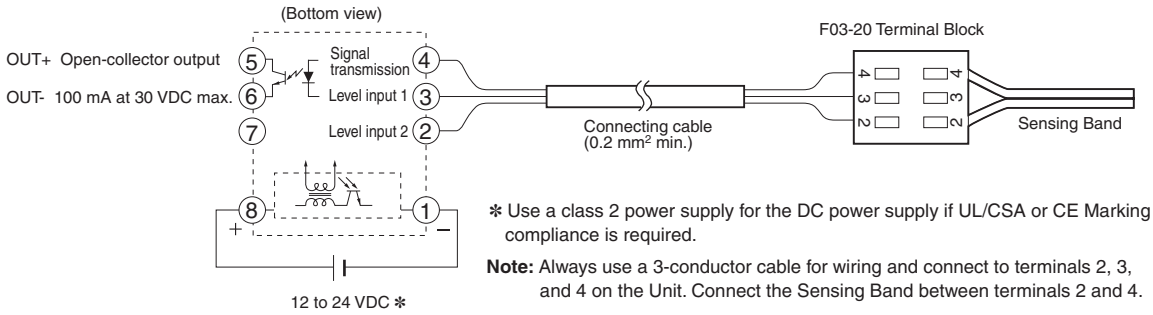 (Bottom view)
F03-20 Terminal Block
OUT+ Open-collector output
5
Signal
transmission
4
OUT- 100 mA at 30 VDC max.
6
Level input 1
3
7
Level input 2
2
Connecting cable
(0.2 mm² min.)
4 4
3 3
2 2
Sensing Band
8
1
+
−
12 to 24 VDC ✻
✻ Use a class 2 power supply for the DC power supply if UL/CSA or CE Marking
compliance is required.
Note: Always use a 3-conductor cable for wiring and connect to terminals 2, 3,
and 4 on the Unit. Connect the Sensing Band between terminals 2 and 4.